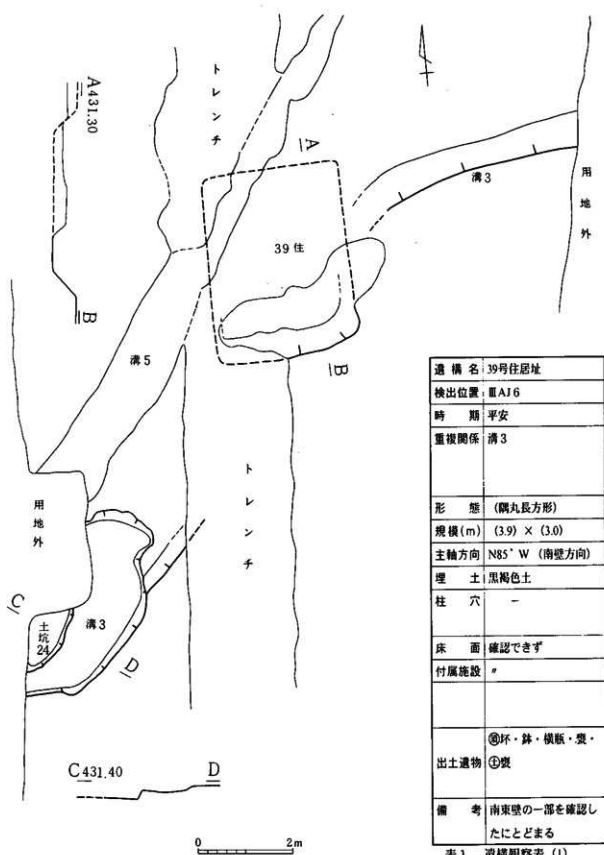 トレンチ
A
A431.30
溝3
用地外
39住
B
B
溝5
トレンチ
用地外
C
土坑24
溝3
D
C431.40 D
0 2m
遺構名 39号住居址
検出位置 ⅢAJ6
時期 平安
重複関係 溝3
形態 (隅丸長方形)
規模(m) (3.9) × (3.0)
主軸方向 N85°W (南壁方向)
埋土 黒褐色土
柱穴 −
床面 確認できず
付属施設 〃
出土遺物 坏・鉢・横瓶・甕・
㊏甕
備考 南東壁の一部を確認し
たにとどまる
表1 遺構観察表 (1)